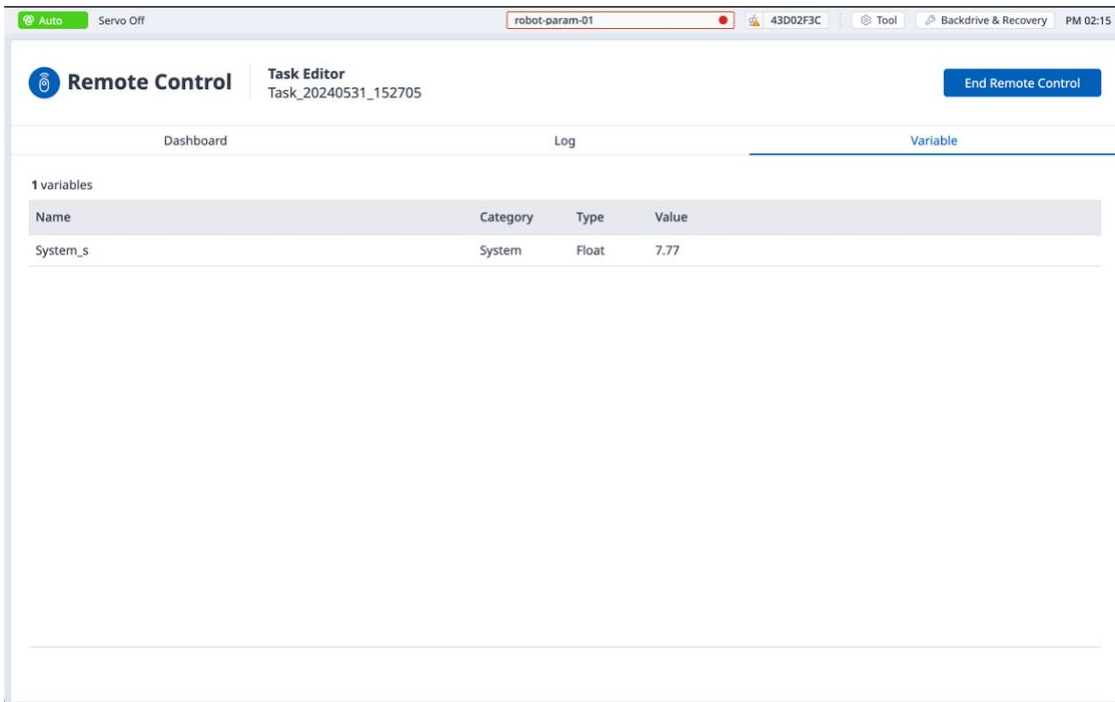 Auto Servo Off robot-param-01 43D02F3C Tool Backdrive & Recovery PM 02:15
Remote Control
Task Editor
Task_20240531_152705
End Remote Control
Dashboard Log Variable
1 variables
Name Category Type Value
System_s System Float 7.77